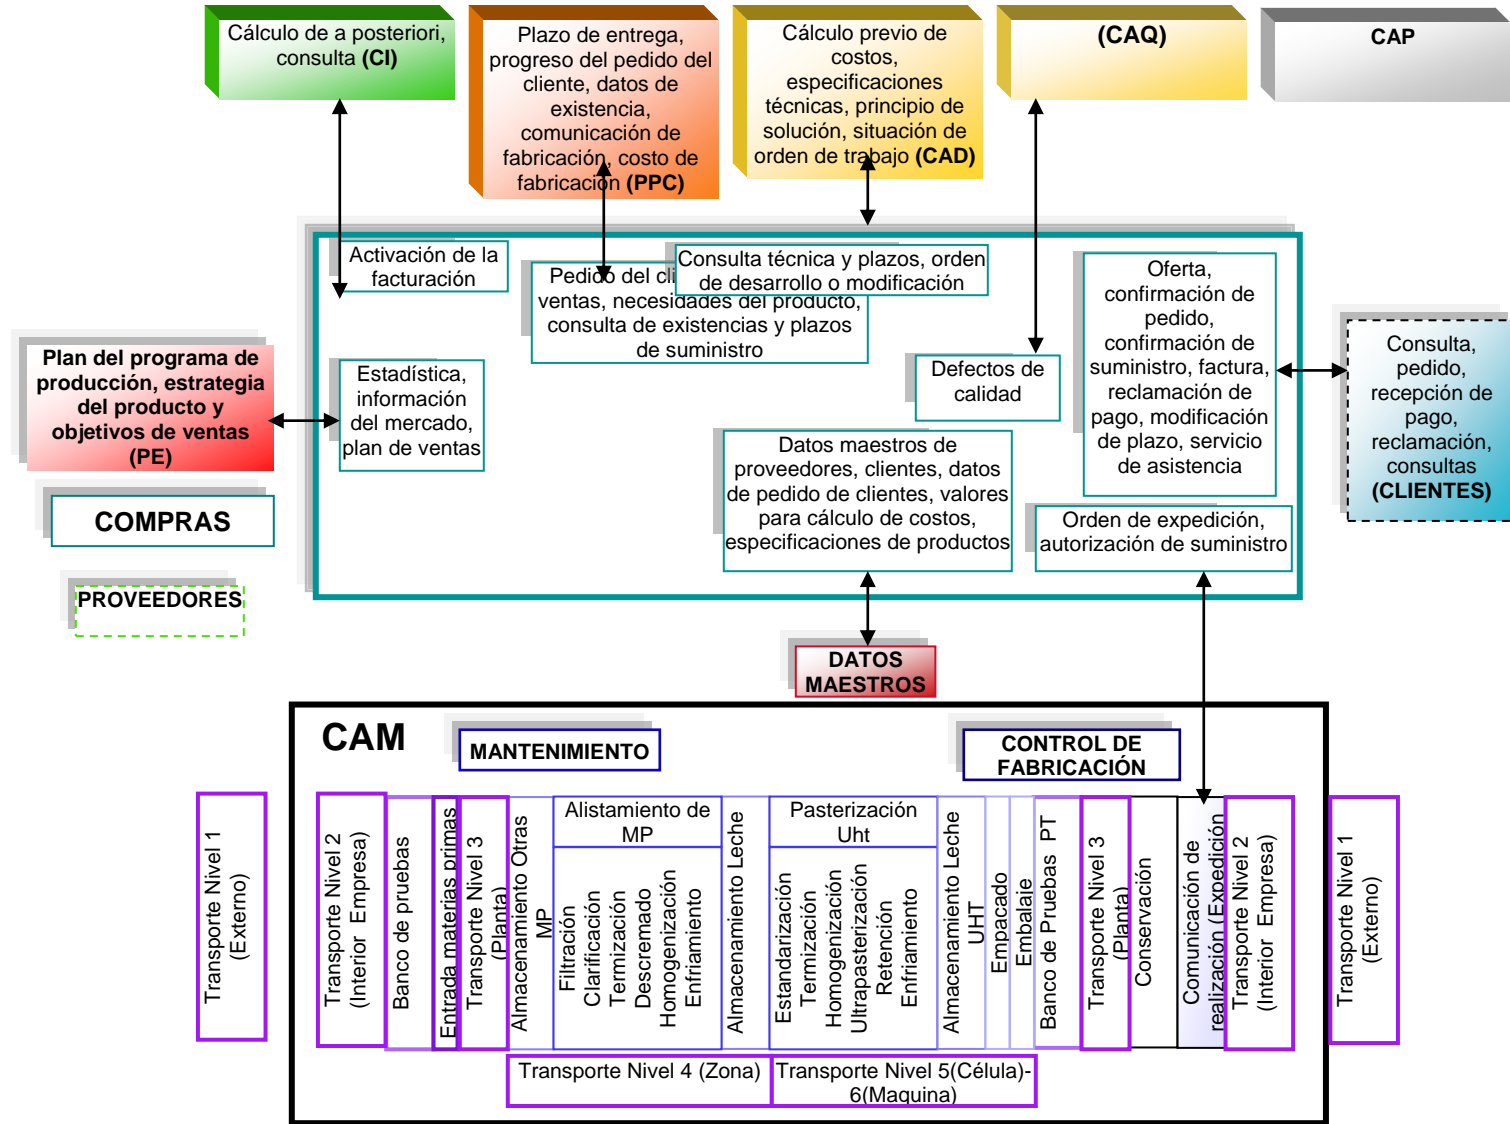 Cálculo de a posteriori,
consulta (CI)
Plazo de entrega,
progreso del pedido del
cliente, datos de
existencia,
comunicación de
fabricación, costo de
fabricación (PPC)
Cálculo previo de
costos,
especificaciones
técnicas, principio de
solución, situación de
orden de trabajo (CAD)
(CAQ)
CAP
Activación de la
facturación
Pedido del cli
ventas, necesidades del producto,
consulta de existencias y plazos
de suministro
Consulta técnica y plazos, orden
de desarrollo o modificación
Oferta,
confirmación de
pedido,
confirmación de
suministro, factura,
reclamación de
pago, modificación
de plazo, servicio
de asistencia
Plan del programa de
producción, estrategia
del producto y
objetivos de ventas
(PE)
Estadística,
información
del mercado,
plan de ventas
Defectos de
calidad
Consulta,
pedido,
recepción de
pago,
reclamación,
consultas
(CLIENTES)
Datos maestros de
proveedores, clientes, datos
de pedido de clientes, valores
para cálculo de costos,
especificaciones de productos
Orden de expedición,
autorización de suministro
COMPRAS
PROVEEDORES
DATOS
MAESTROS
CAM
MANTENIMIENTO
CONTROL DE
FABRICACIÓN
Transporte Nivel 1
(Externo)
Transporte Nivel 2
(Interior Empresa)
Banco de pruebas
Entrada materias primas
Transporte Nivel 3
(Planta)
Almacenamiento Otras
MP
Alistamiento de
MP
Filtración
Clarificación
Termización
Descremado
Homogenización
Enfriamiento
Almacenamiento Leche
Pasterización
Uht
Estandarización
Termización
Homogenización
Ultrapasterización
Retención
Enfriamiento
Almacenamiento Leche
UHT
Empacado
Embalaje
Banco de Pruebas PT
Transporte Nivel 3
(Planta)
Conservación
Comunicación de
realización (Expedición
Transporte Nivel 2
(Interior Empresa)
Transporte Nivel 1
(Externo)
Transporte Nivel 4 (Zona)
Transporte Nivel 5(Célula)-
6(Maquina)